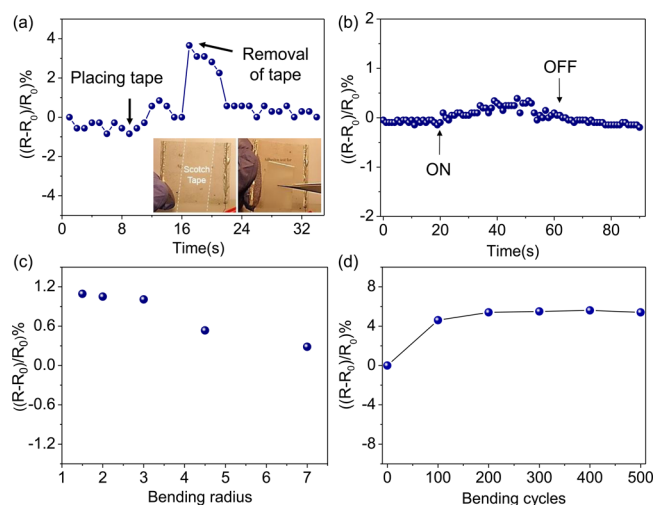 (a)
((R-R0)/R0)%
4
2
0
-2
-4
0
8
16
24
32
Time(s)
Placing tape
Removal
of tape
Scotch
Tape
(b)
((R-R0)/R0)%
2
1
0
-1
-2
0
20
40
60
80
Time(s)
ON
OFF
(c)
((R-R0)/R0)%
1.2
0.6
0.0
-0.6
-1.2
1
2
3
4
5
6
7
Bending radius
(d)
((R-R0)/R0)%
8
4
0
-4
-8
0
100
200
300
400
500
Bending cycles